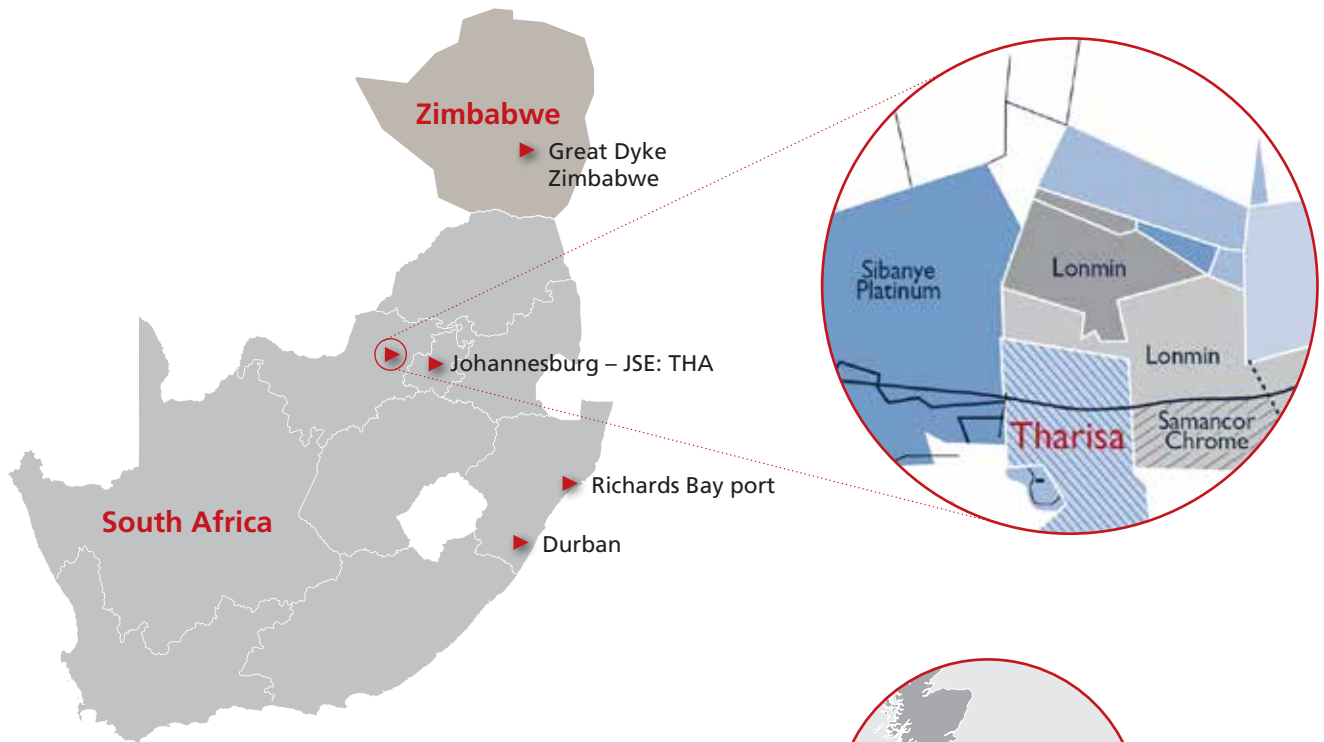 Zimbabwe
Great Dyke
Zimbabwe
Johannesburg – JSE: THA
Richards Bay port
South Africa
Durban
Sibanye
Platinum
Lonmin
Lonmin
Tharisa
Samancor
Chrome